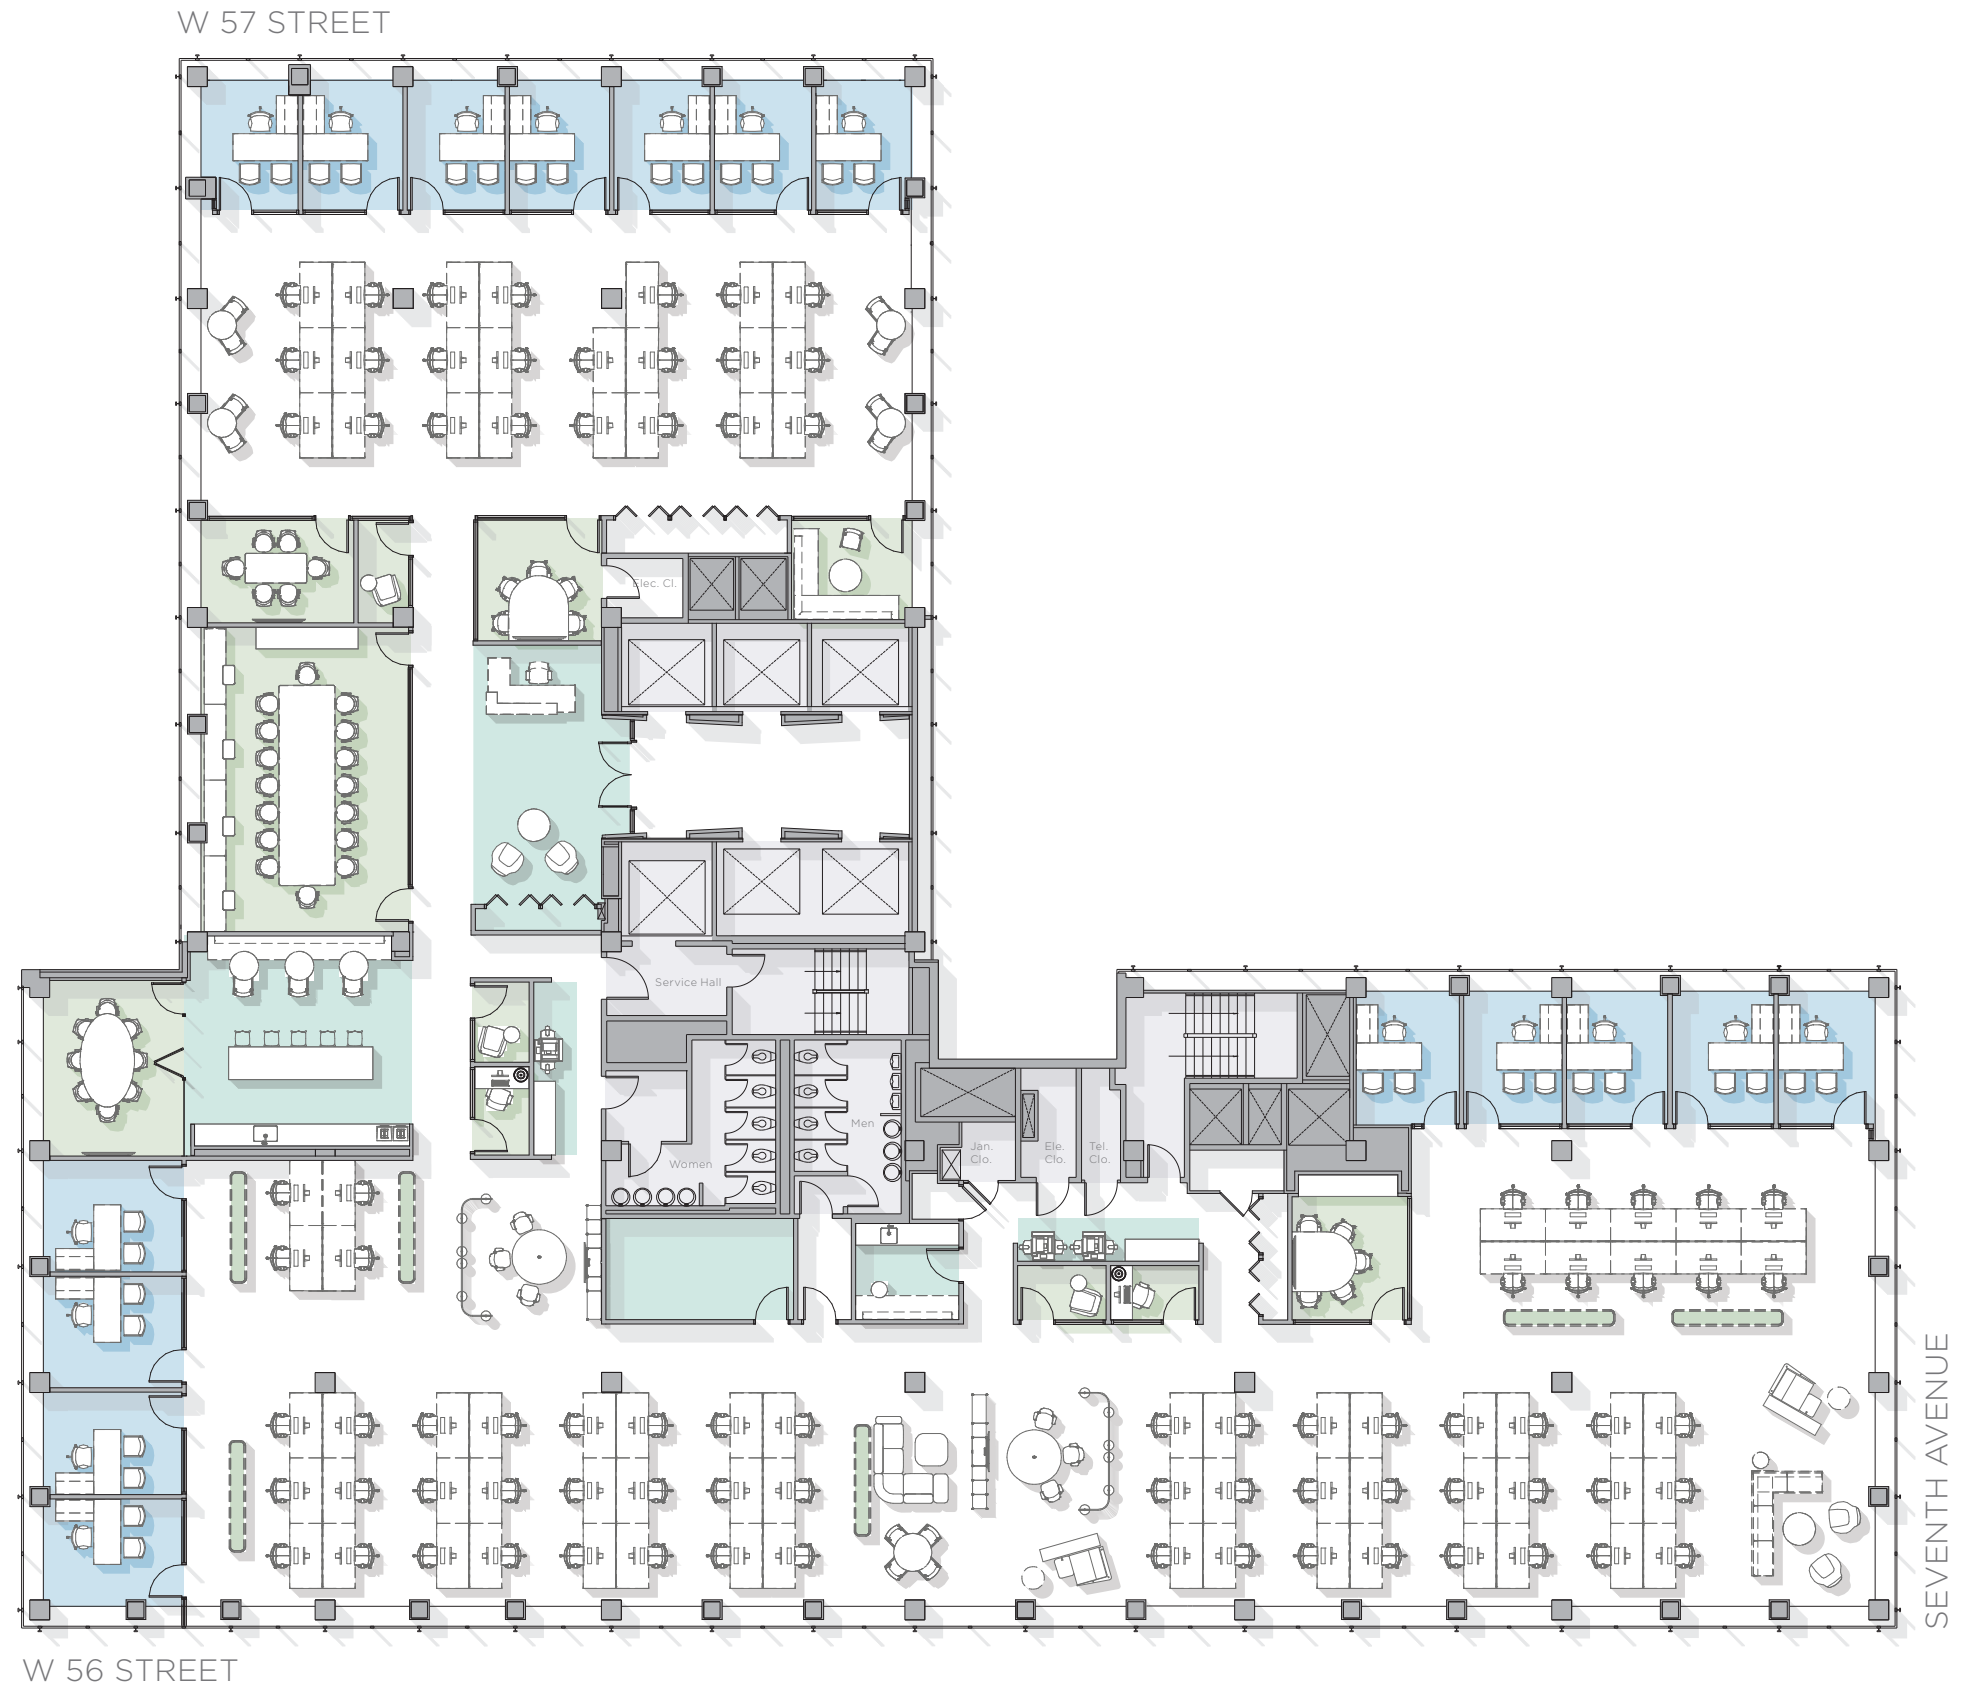 W 57 STREET
Elec. Cl.
Service Hall
Men
Women
Jan.
Clo.
Ele.
Clo.
Tel.
Clo.
SEVENTH AVENUE
W 56 STREET